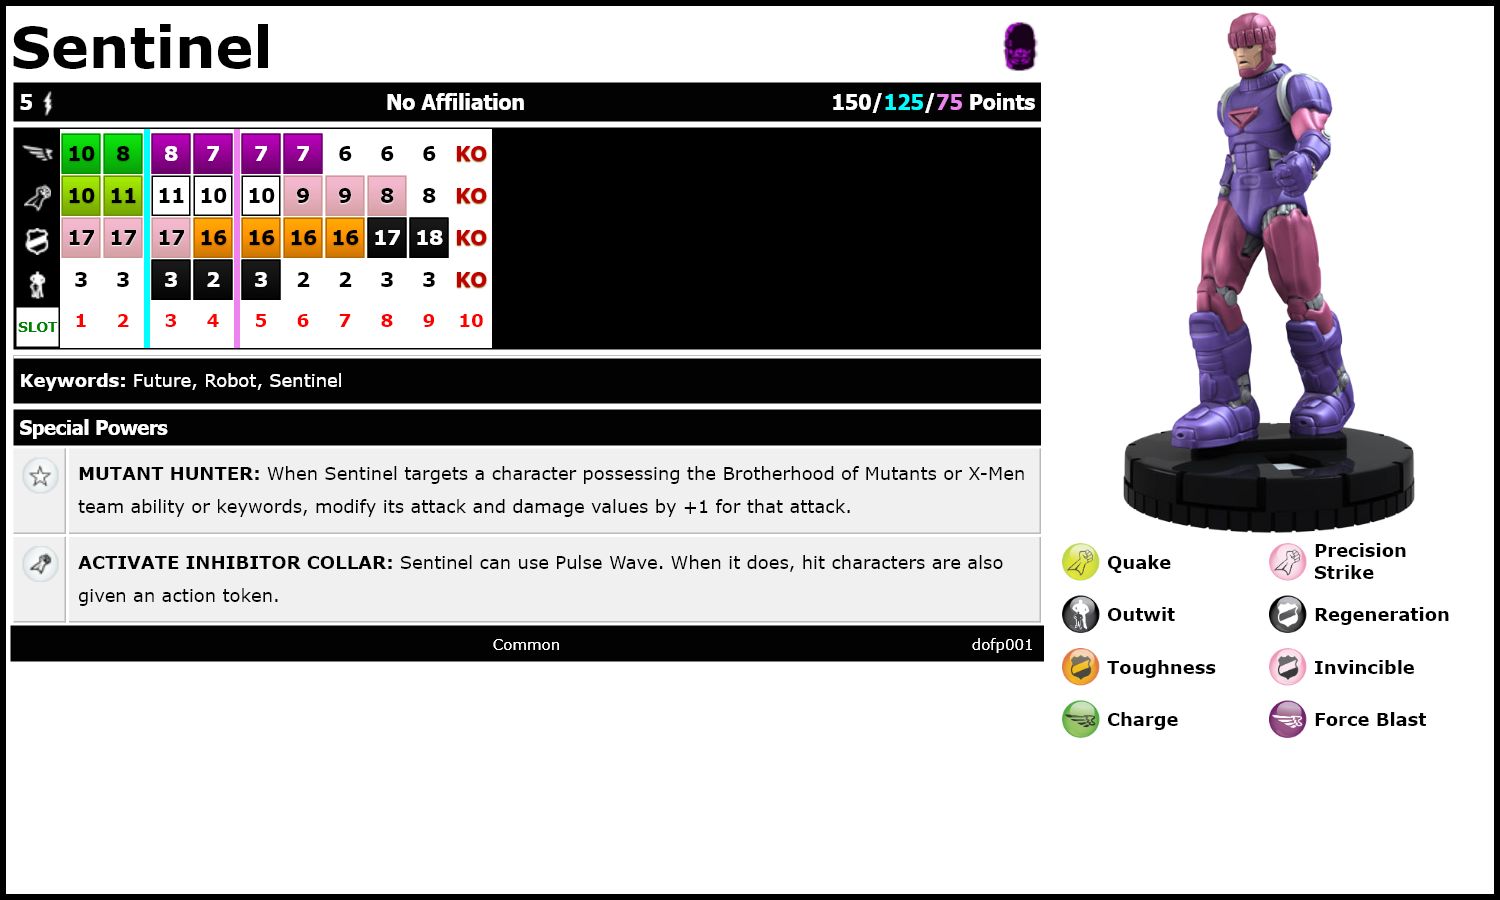 Sentinel
5 No Affiliation 150/125/75 Points
10 8 8 7 7 7 6 6 6 KO
10 11 11 10 10 9 9 8 8 KO
17 17 17 16 16 16 16 17 18 KO
3 3 3 2 3 2 2 3 3 KO
SLOT 1 2 3 4 5 6 7 8 9 10
Keywords: Future, Robot, Sentinel
Special Powers
MUTANT HUNTER: When Sentinel targets a character possessing the Brotherhood of Mutants or X-Men
team ability or keywords, modify its attack and damage values by +1 for that attack.
ACTIVATE INHIBITOR COLLAR: Sentinel can use Pulse Wave. When it does, hit characters are also
given an action token.
Common dofp001
Quake
Precision
Strike
Outwit
Regeneration
Toughness
Invincible
Charge
Force Blast